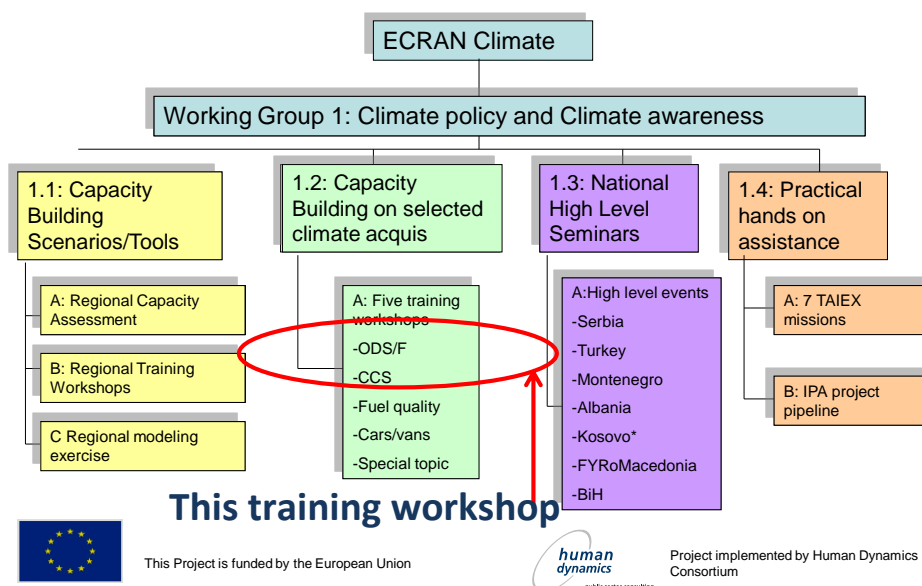 ECRAN Climate
Working Group 1: Climate policy and Climate awareness
1.1: Capacity
Building
Scenarios/Tools
A: Regional Capacity
Assessment
B: Regional Training
Workshops
C Regional modeling
exercise
1.2: Capacity
Building on selected
climate acquis
A: Five training
workshops
-ODS/F
-CCS
-Fuel quality
-Cars/vans
-Special topic
1.3: National
High Level
Seminars
A:High level events
-Serbia
-Turkey
-Montenegro
-Albania
-Kosovo*
-FYRoMacedonia
-BiH
1.4: Practical
hands on
assistance
A: 7 TAIEX
missions
B: IPA project
pipeline
This training workshop
This Project is funded by the European Union
human
dynamics
public sector consulting
Project implemented by Human Dynamics
Consortium